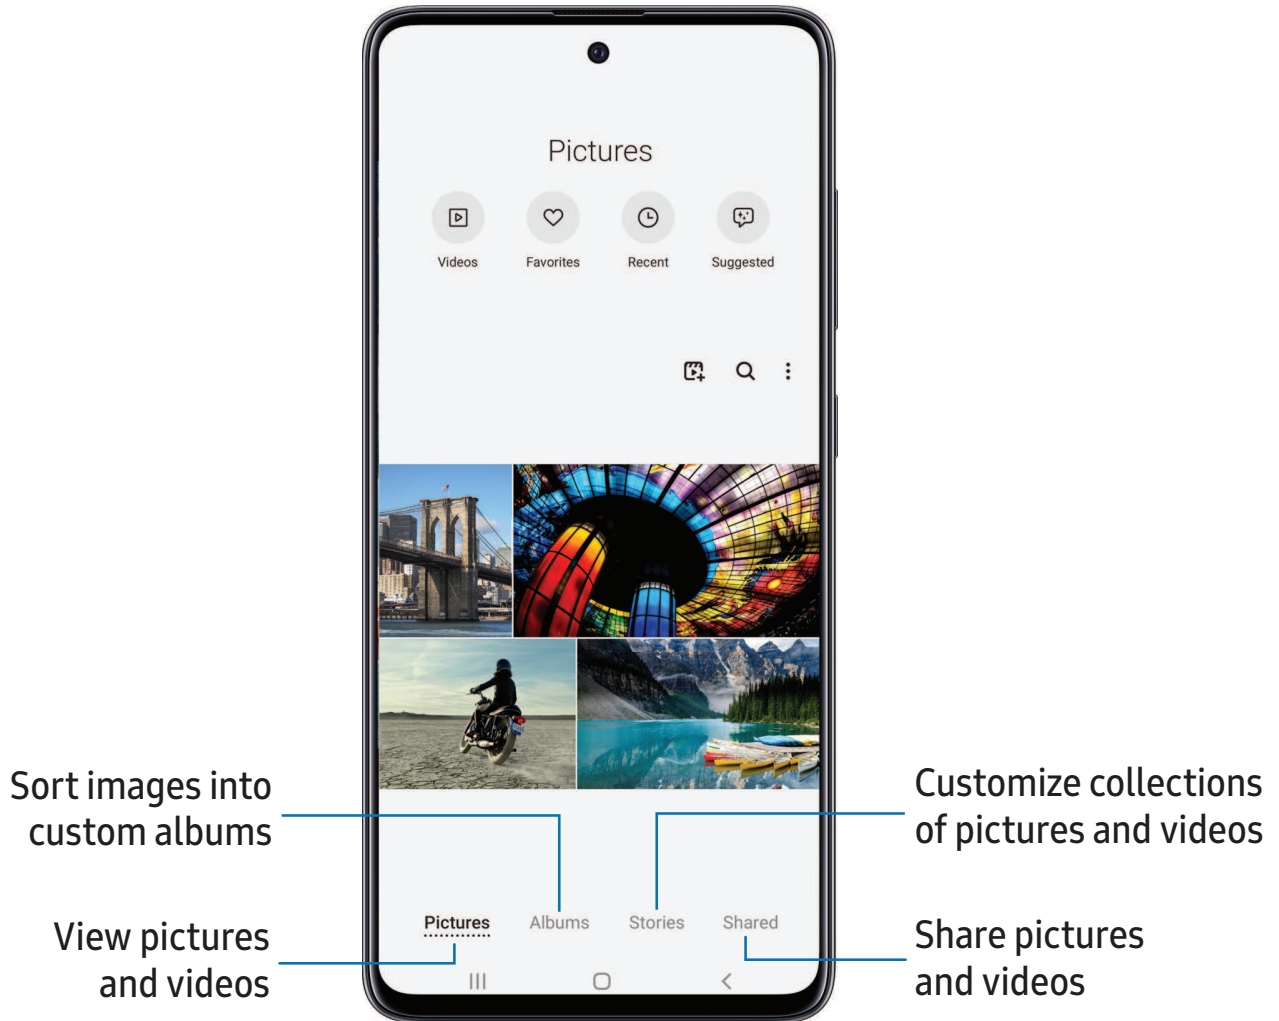 Pictures
Videos
Favorites
Recent
Suggested
Sort images into
custom albums
Customize collections
of pictures and videos
Pictures
Albums
Stories
Shared
View pictures
and videos
Share pictures
and videos